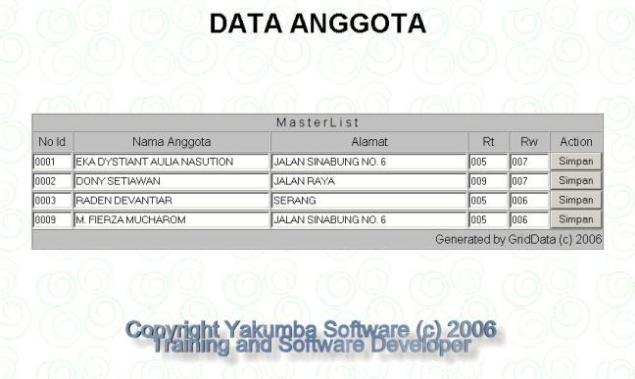 DATA ANGGOTA
MasterList
No Id Nama Anggota Alamat Rt Rw Action
0001 EKA DYSTIANT AULIA NASUTION JALAN SINABUNG NO. 6 005 007 Simpan
0002 DONY SETIAWAN JALAN RAYA 009 007 Simpan
0003 RADEN DEVANTIAR SERANG 005 006 Simpan
0009 M. FIERZA MUCHAROM JALAN SINABUNG NO. 6 005 006 Simpan
Generated by GridData (c) 2006
Copyright Yakumba Software (c) 2006
Training and Software Developer